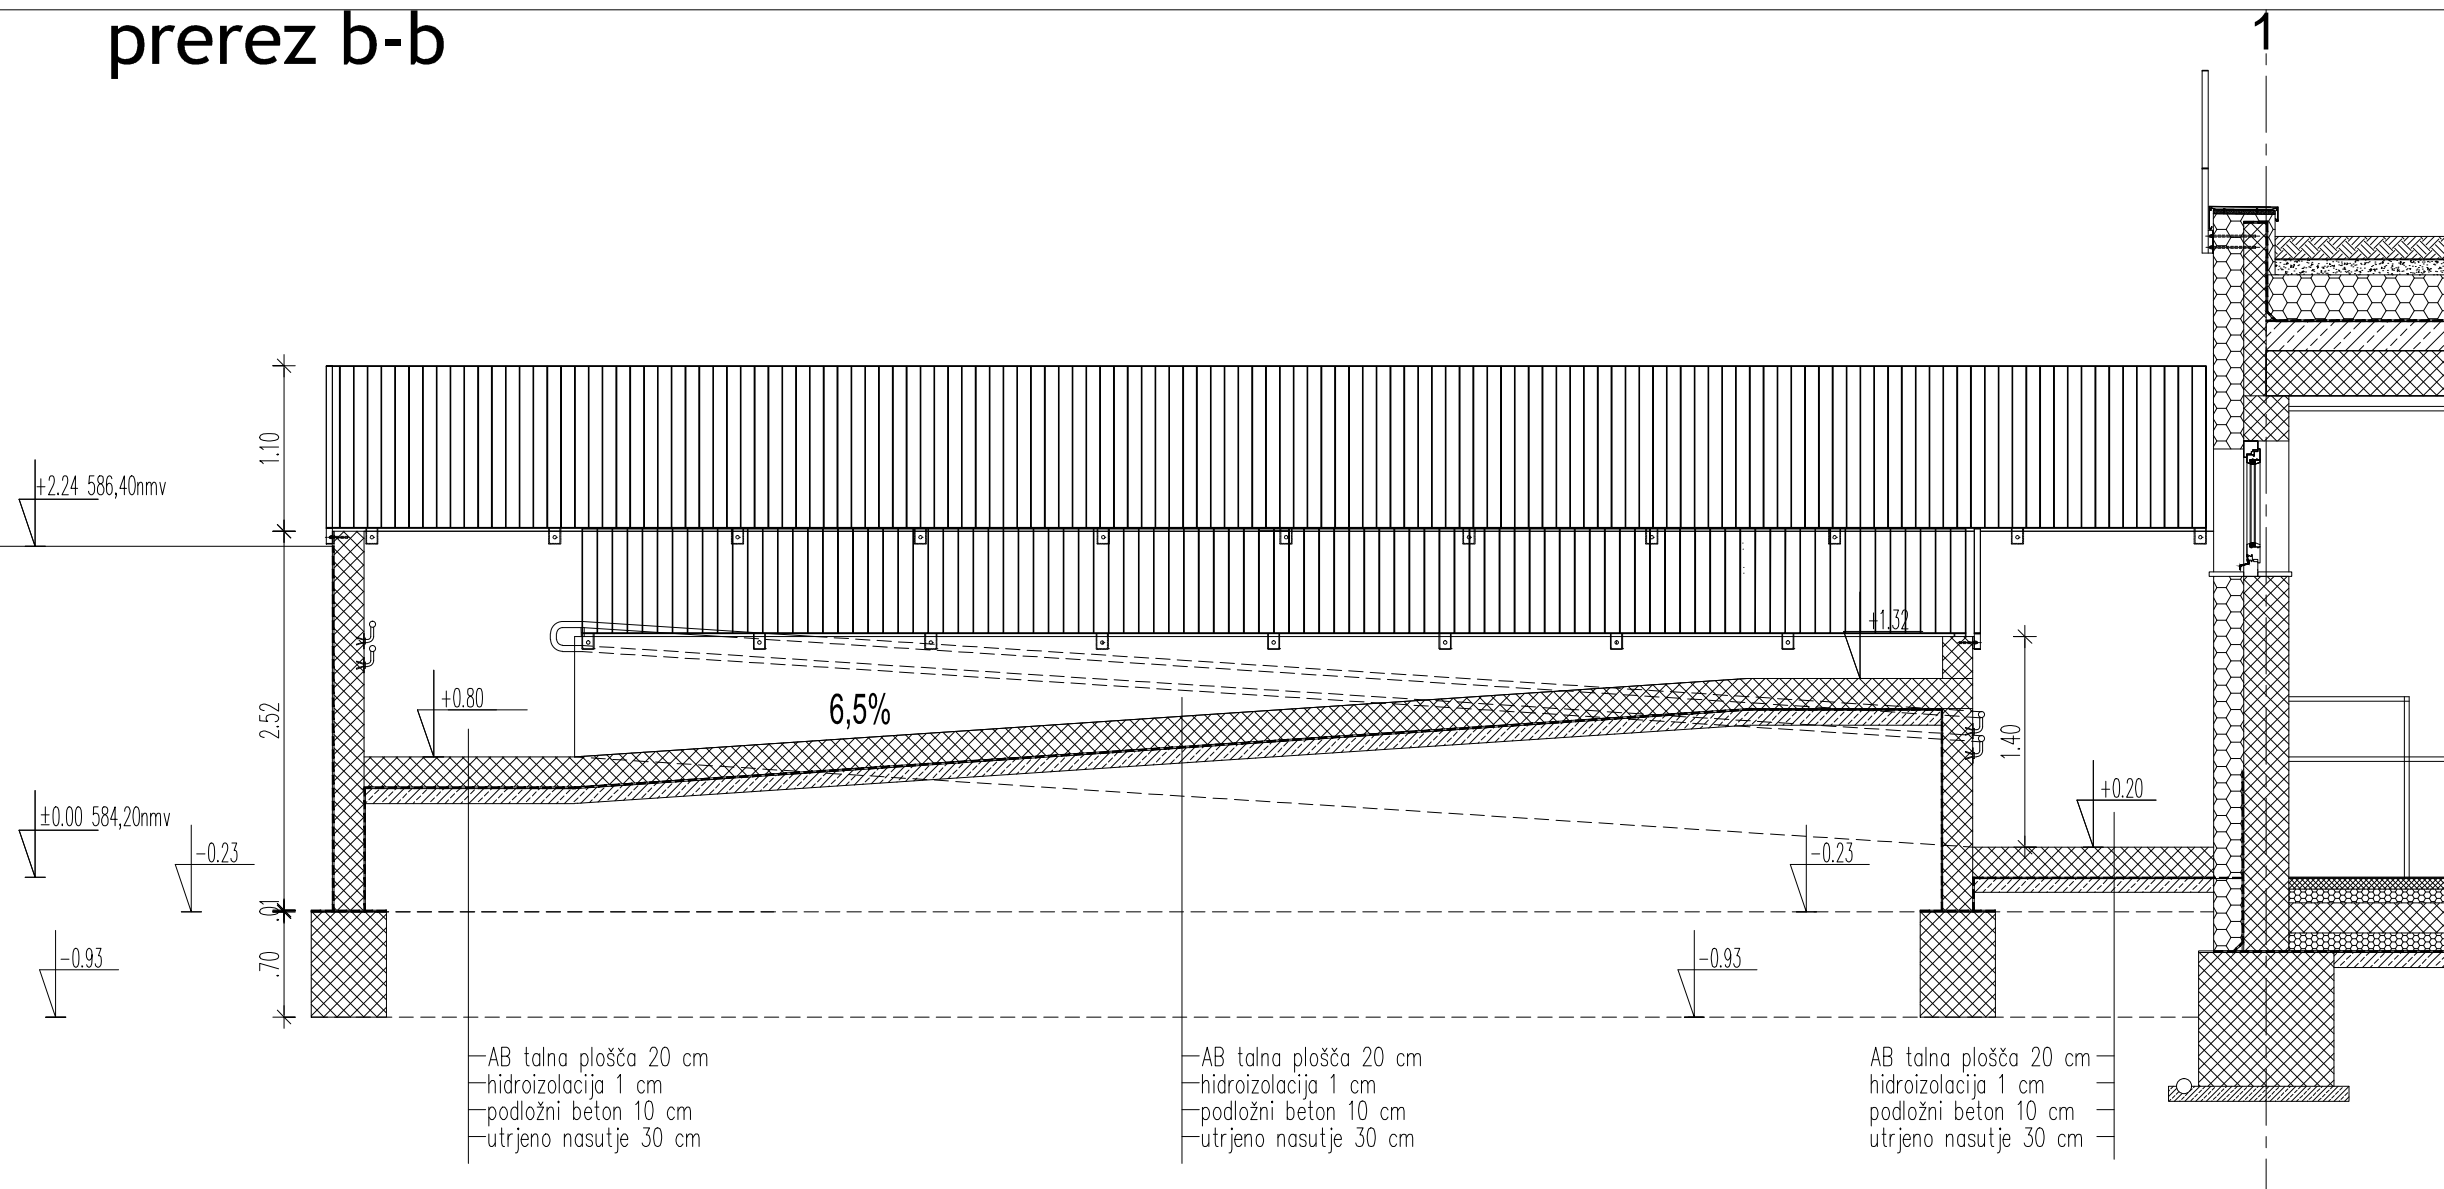 prerez b-b
1
1.10
+2.24 586,40nmv
+1.32
+0.80
6,5%
2.52
1.40
+0.20
±0.00 584,20nmv
-0.23
-0.23
.01
.70
-0.93
-0.93
AB talna plošča 20 cm
hidroizolacija 1 cm
podložni beton 10 cm
utrjeno nasutje 30 cm
AB talna plošča 20 cm
hidroizolacija 1 cm
podložni beton 10 cm
utrjeno nasutje 30 cm
AB talna plošča 20 cm
hidroizolacija 1 cm
podložni beton 10 cm
utrjeno nasutje 30 cm